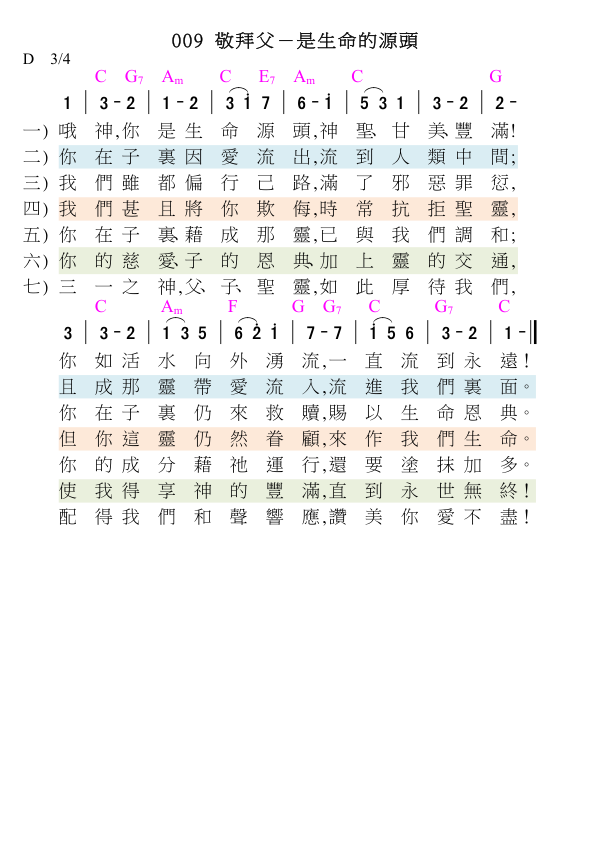 009 敬拜父－是生命的源頭
D 3/4
C G7 Am C E7 Am C G
1 | 3 - 2 | 1 - 2 | 3 i 7 | 6 - i | 5 3 1 | 3 - 2 | 2 -
一) 哦 神,你 是 生 命 源 頭,神 聖、甘 美、豐 滿!
二) 你 在 子 裏 因 愛 流 出,流 到 人 類 中 間;
三) 我 們 雖 都 偏 行 己 路,滿 了 邪 惡 罪 愆,
四) 我 們 甚 且 將 你 欺 侮,時 常 抗 拒 聖 靈,
五) 你 在 子 裏、藉 成 那 靈,已 與 我 們 調 和;
六) 你 的 慈 愛、子 的 恩 典、加 上 靈 的 交 通,
七) 三 一 之 神,父、子、聖 靈,如 此 厚 待 我 們,
C Am F G G7 C G7 C
3 | 3 - 2 | 1 3 5 | 6 2̇ i | 7 - 7 | i 5 6 | 3 - 2 | 1 - ‖
你 如 活 水 向 外 湧 流,一 直 流 到 永 遠!
且 成 那 靈 帶 愛 流 入,流 進 我 們 裏 面。
你 在 子 裏 仍 來 救 贖,賜 以 生 命 恩 典。
但 你 這 靈 仍 然 眷 顧,來 作 我 們 生 命。
你 的 成 分 藉 祂 運 行,還 要 塗 抹 加 多。
使 我 得 享 神 的 豐 滿,直 到 永 世 無 終!
配 得 我 們 和 聲 響 應,讚 美 你 愛 不 盡!